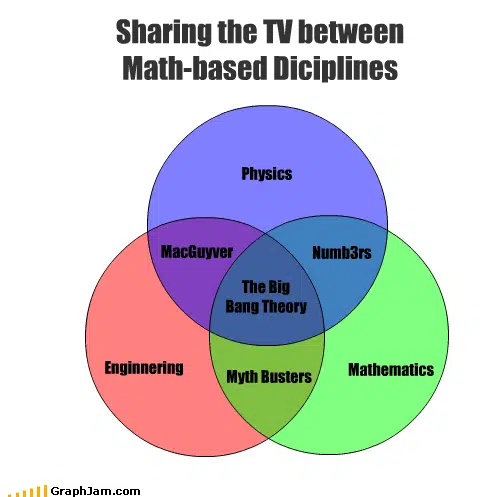 Sharing the TV between
Math-based Diciplines
Physics
MacGuyver
Numb3rs
The Big
Bang Theory
Enginnering
Myth Busters
Mathematics
GraphJam.com